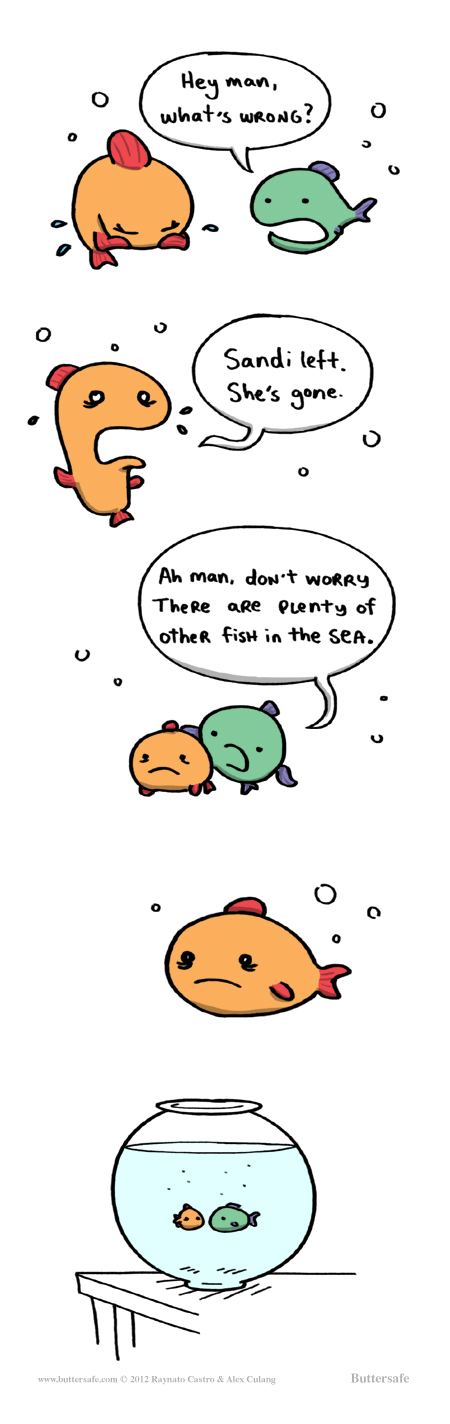 Hey man,
what's WRONG?
Sandi left.
She's gone.
Ah man, don't woRRy
TheRe aRe plenty of
otheR fisH in the SEA.
www.buttersafe.com © 2012 Raynato Castro & Alex Culang
Buttersafe